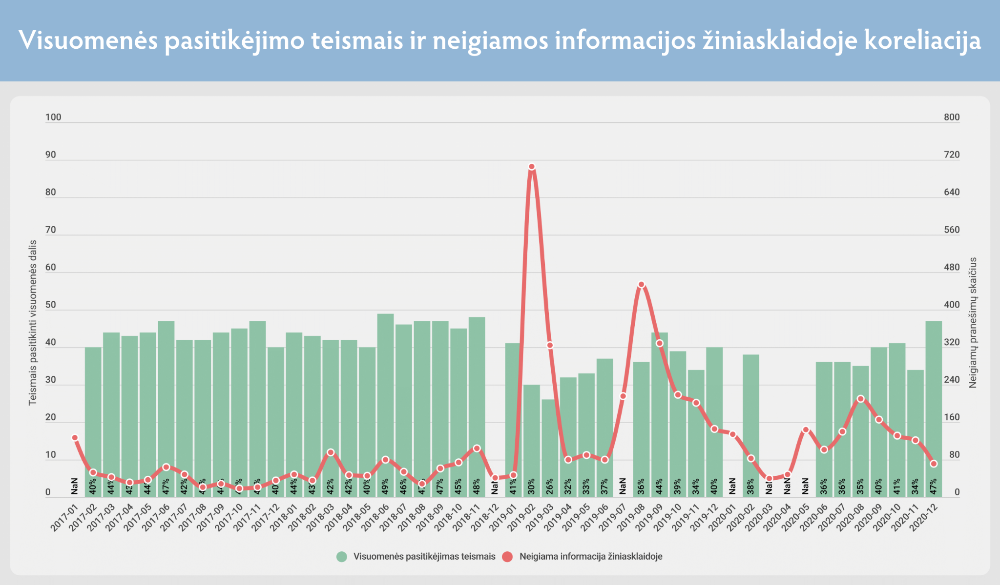 Visuomenės pasitikėjimo teismais ir neigiamos informacijos žiniasklaidoje koreliacija
100 800
90 720
80 640
70 560
60 480
50 400
40 320
30 240
20 160
10 80
0 0
Teismais pasitikinti visuomenės dalis
Neigiamų pranešimų skaičius
NaN 40% 44% 43% 44% 47% 42% 40% 44% 43% 42% 42% 40% 49% 46% 47% 45% 48% NaN 41% 30% 26% 32% 33% 37% NaN 36% 44% 39% 34% 40% NaN 38% NaN NaN NaN 36% 36% 35% 40% 41% 34% 47%
2017-01 2017-02 2017-03 2017-04 2017-05 2017-06 2017-07 2017-08 2017-09 2017-10 2017-11 2017-12 2018-01 2018-02 2018-03 2018-04 2018-05 2018-06 2018-07 2018-08 2018-09 2018-10 2018-11 2018-12 2019-01 2019-02 2019-03 2019-04 2019-05 2019-06 2019-07 2019-08 2019-09 2019-10 2019-11 2019-12 2020-01 2020-02 2020-03 2020-04 2020-05 2020-06 2020-07 2020-08 2020-09 2020-10 2020-11 2020-12
Visuomenės pasitikėjimas teismais Neigiama informacija žiniasklaidoje